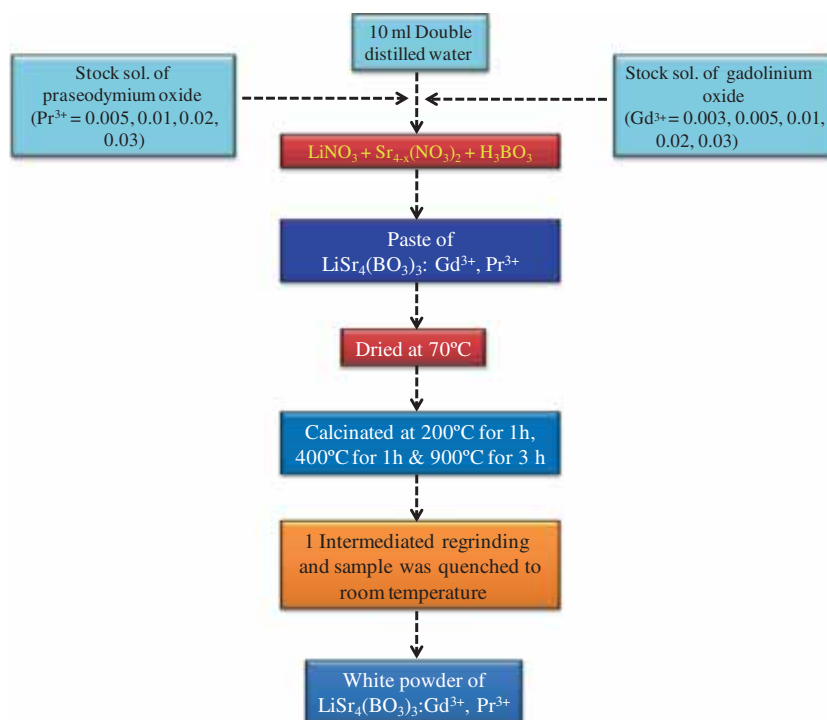 10 ml Double
distilled water
Stock sol. of
praseodymium oxide
(Pr³⁺ = 0.005, 0.01, 0.02,
0.03)
Stock sol. of gadolinium
oxide
(Gd³⁺ = 0.003, 0.005, 0.01,
0.02, 0.03)
LiNO₃ + Sr₄₋ₓ(NO₃)₂ + H₃BO₃
Paste of
LiSr₄(BO₃)₃: Gd³⁺, Pr³⁺
Dried at 70ºC
Calcinated at 200ºC for 1h,
400ºC for 1h & 900ºC for 3 h
1 Intermediated regrinding
and sample was quenched to
room temperature
White powder of
LiSr₄(BO₃)₃:Gd³⁺, Pr³⁺